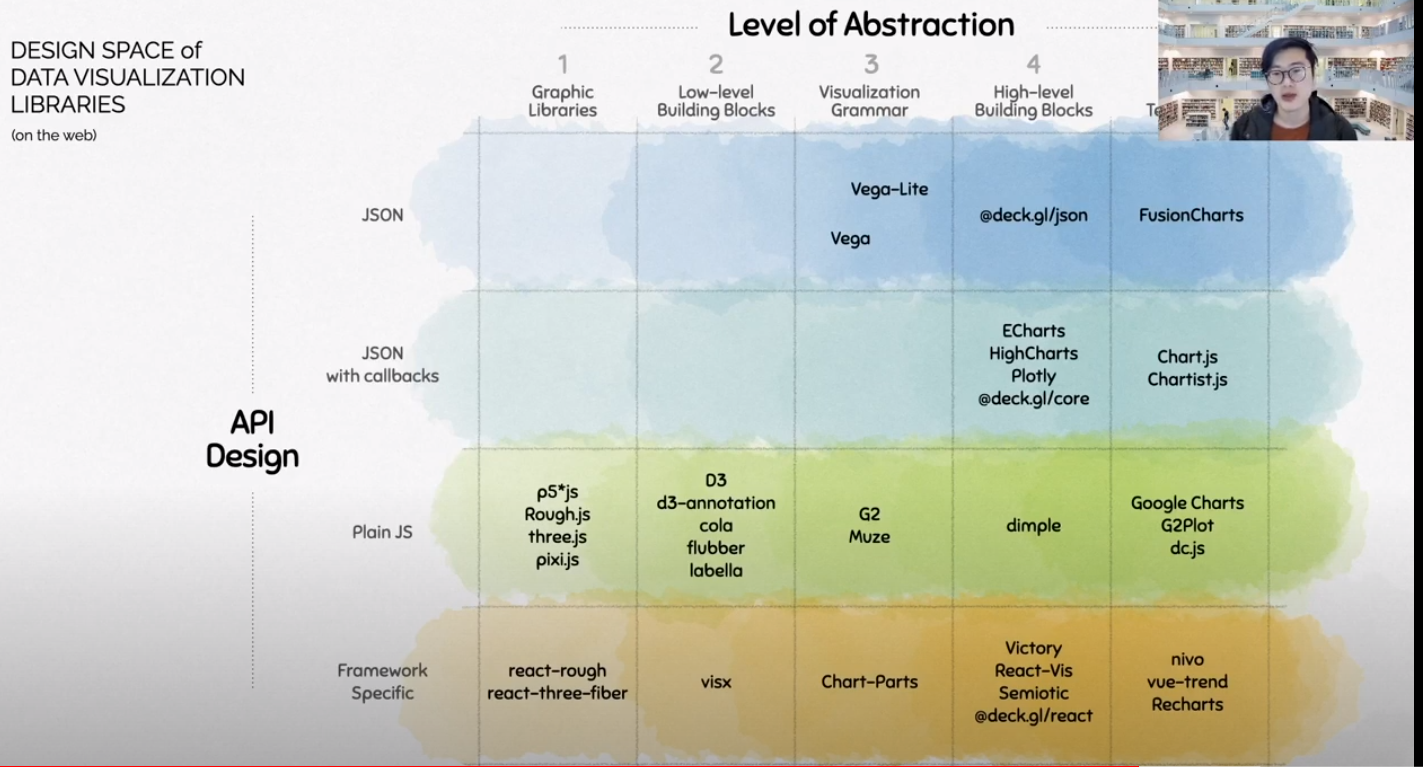 DESIGN SPACE of
DATA VISUALIZATION
LIBRARIES
(on the web)
Level of Abstraction
1
Graphic
Libraries
2
Low-level
Building Blocks
3
Visualization
Grammar
4
High-level
Building Blocks
API
Design
JSON
Vega-Lite
Vega
@deck.gl/json
FusionCharts
JSON
with callbacks
ECharts
HighCharts
Plotly
@deck.gl/core
Chart.js
Chartist.js
Plain JS
p5*js
Rough.js
three.js
pixi.js
D3
d3-annotation
cola
flubber
labella
G2
Muze
dimple
Google Charts
G2Plot
dc.js
Framework
Specific
react-rough
react-three-fiber
visx
Chart-Parts
Victory
React-Vis
Semiotic
@deck.gl/react
nivo
vue-trend
Recharts